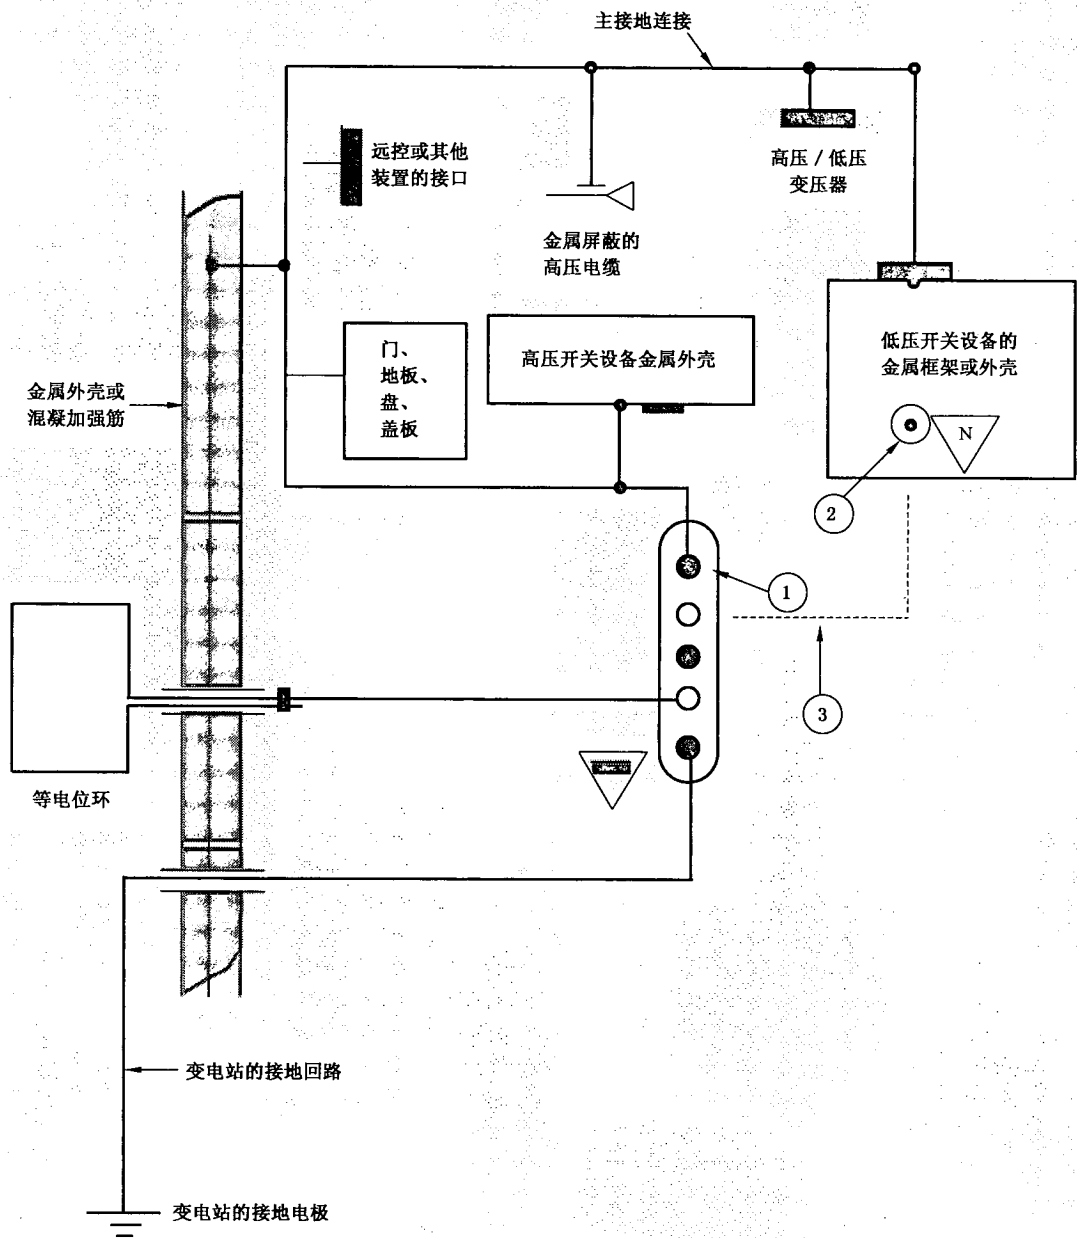 主接地连接
远控或其他
装置的接口
高压/低压
变压器
金属屏蔽的
高压电缆
门、
地板、
盘、
盖板
高压开关设备金属外壳
低压开关设备的
金属框架或外壳
N
金属外壳或
混凝加强筋
2
1
3
等电位环
变电站的接地回路
变电站的接地电极